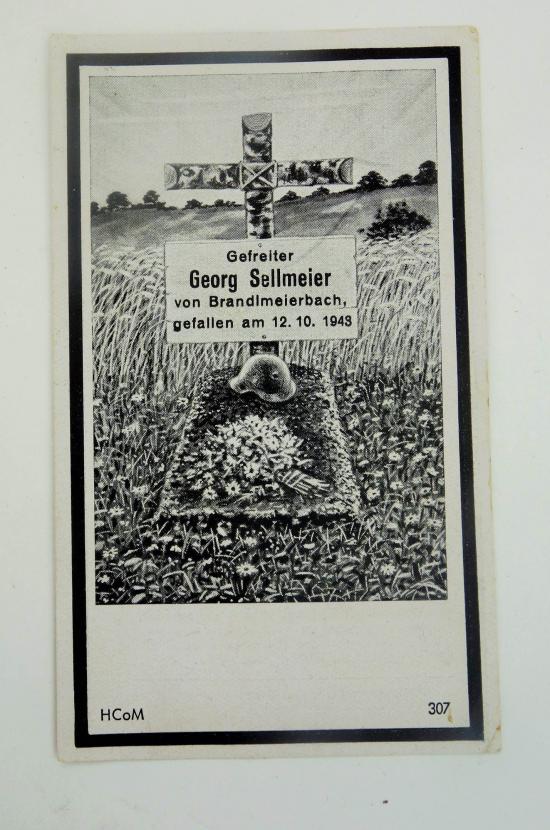 Gefreiter
Georg Sellmeier
von Brandlmeierbach,
gefallen am 12.10.1943
HCoM
307